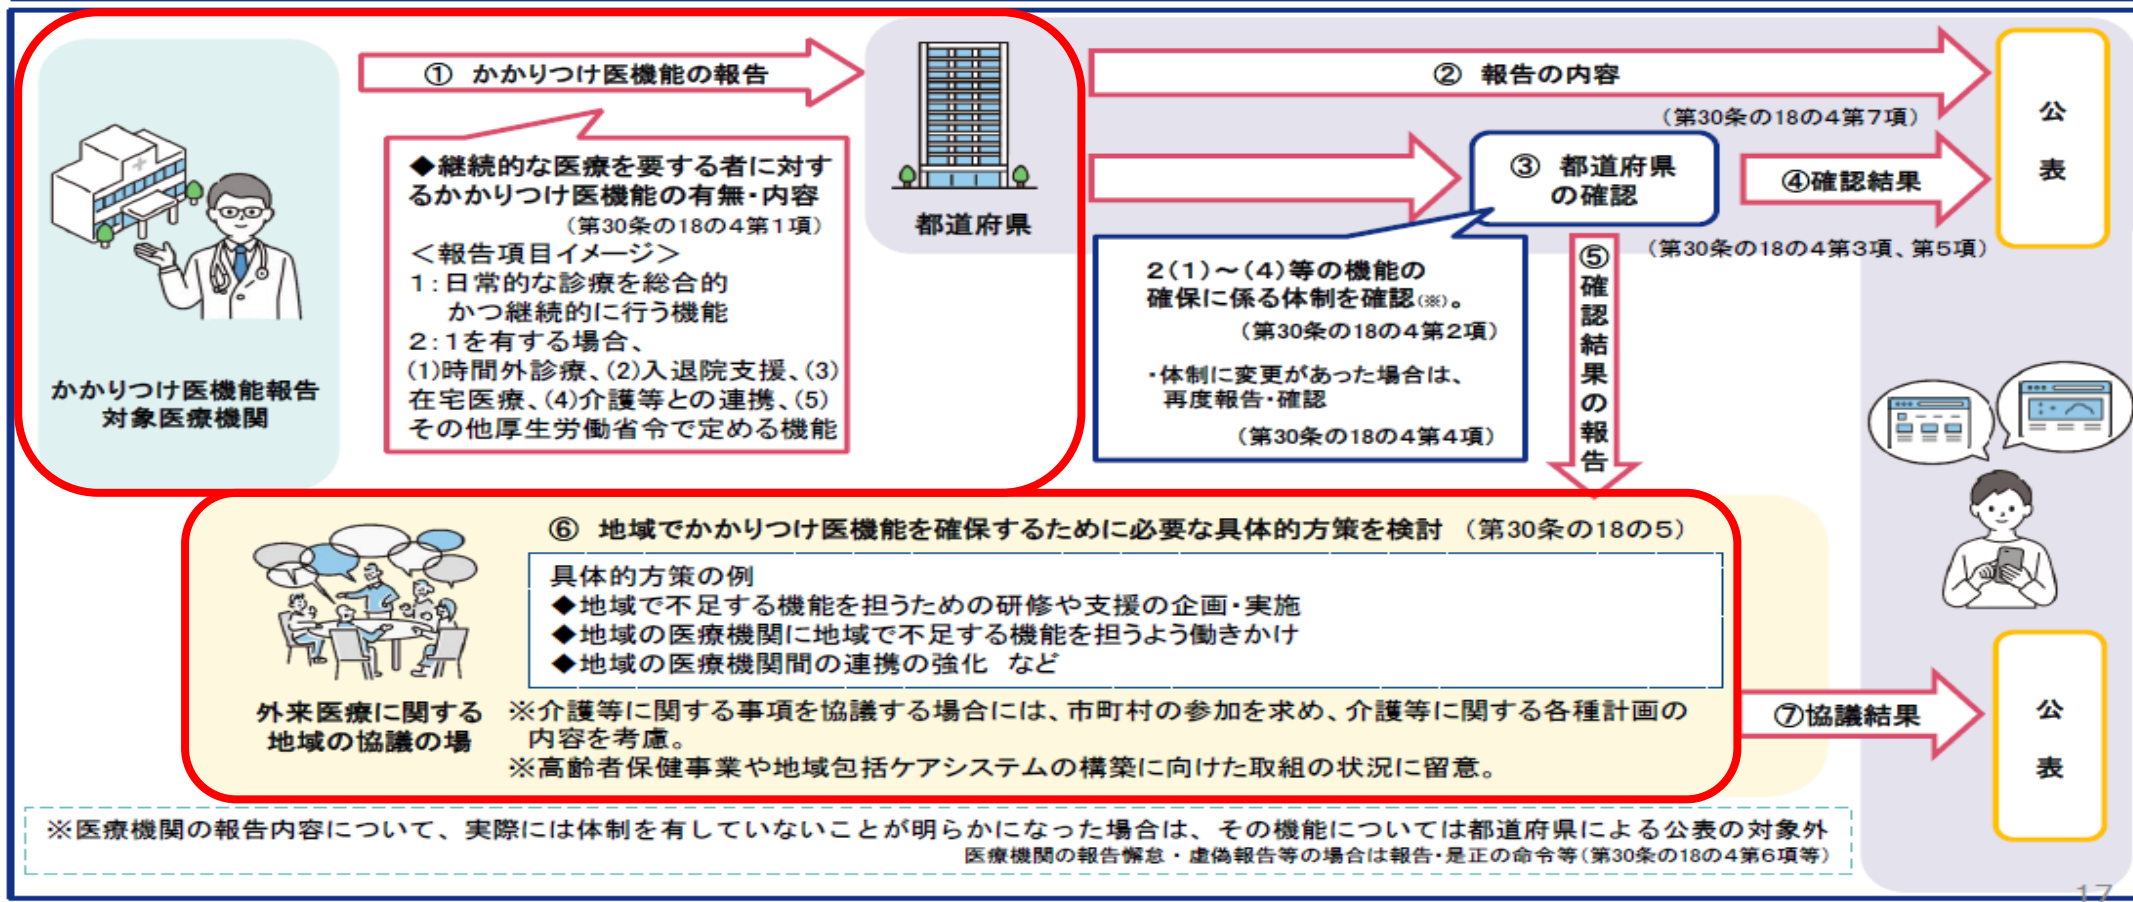 ① かかりつけ医機能の報告
② 報告の内容
(第30条の18の4第7項)
公
表
◆継続的な医療を要する者に対す
るかかりつけ医機能の有無・内容
(第30条の18の4第1項)
<報告項目イメージ>
1:日常的な診療を総合的
かつ継続的に行う機能
2:1を有する場合、
(1)時間外診療、(2)入退院支援、(3)
在宅医療、(4)介護等との連携、(5)
その他厚生労働省令で定める機能
かかりつけ医機能報告
対象医療機関
都道府県
③ 都道府県
の確認
④確認結果
(第30条の18の4第3項、第5項)
2(1)~(4)等の機能の
確保に係る体制を確認(※)。
(第30条の18の4第2項)
・体制に変更があった場合は、
再度報告・確認
(第30条の18の4第4項)
⑤確認結果の報告
⑥ 地域でかかりつけ医機能を確保するために必要な具体的方策を検討 (第30条の18の5)
具体的方策の例
◆地域で不足する機能を担うための研修や支援の企画・実施
◆地域の医療機関に地域で不足する機能を担うよう働きかけ
◆地域の医療機関間の連携の強化 など
外来医療に関する
地域の協議の場
※介護等に関する事項を協議する場合には、市町村の参加を求め、介護等に関する各種計画の
内容を考慮。
※高齢者保健事業や地域包括ケアシステムの構築に向けた取組の状況に留意。
⑦協議結果
公
表
※医療機関の報告内容について、実際には体制を有していないことが明らかになった場合は、その機能については都道府県による公表の対象外
医療機関の報告懈怠・虚偽報告等の場合は報告・是正の命令等(第30条の18の4第6項等)
17